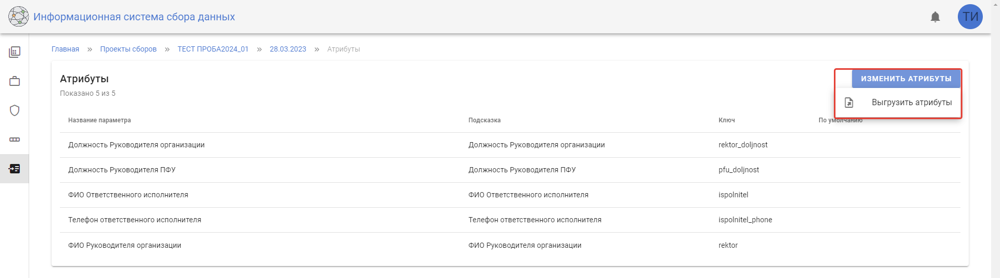 Информационная система сбора данных
ТИ
Главная » Проекты сборов » ТЕСТ ПРОБА2024_01 » 28.03.2023 » Атрибуты
Атрибуты
ИЗМЕНИТЬ АТРИБУТЫ
Показано 5 из 5
Выгрузить атрибуты
Название параметра Подсказка Ключ По умолчанию
Должность Руководителя организации Должность Руководителя организации rektor_doljnost
Должность Руководителя ПФУ Должность Руководителя ПФУ pfu_doljnost
ФИО Ответственного исполнителя ФИО Ответственного исполнителя ispolnitel
Телефон ответственного исполнителя Телефон ответственного исполнителя ispolnitel_phone
ФИО Руководителя организации ФИО Руководителя организации rektor